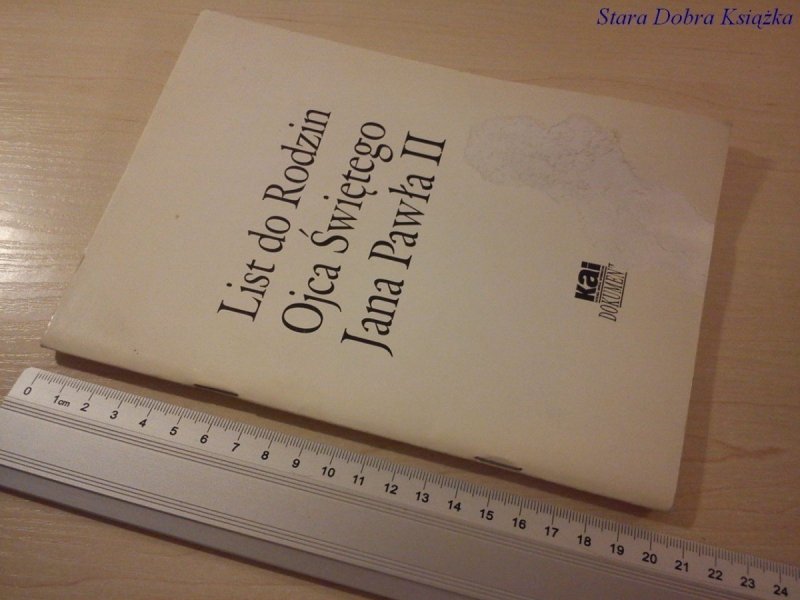 Stara Dobra Książka
List do Rodzin
Ojca Świętego
Jana Pawła II
kai
DOKUMENT
0 1cm 2 3 4 5 6 7 8 9 10 11 12 13 14 15 16 17 18 19 20 21 22 23 24